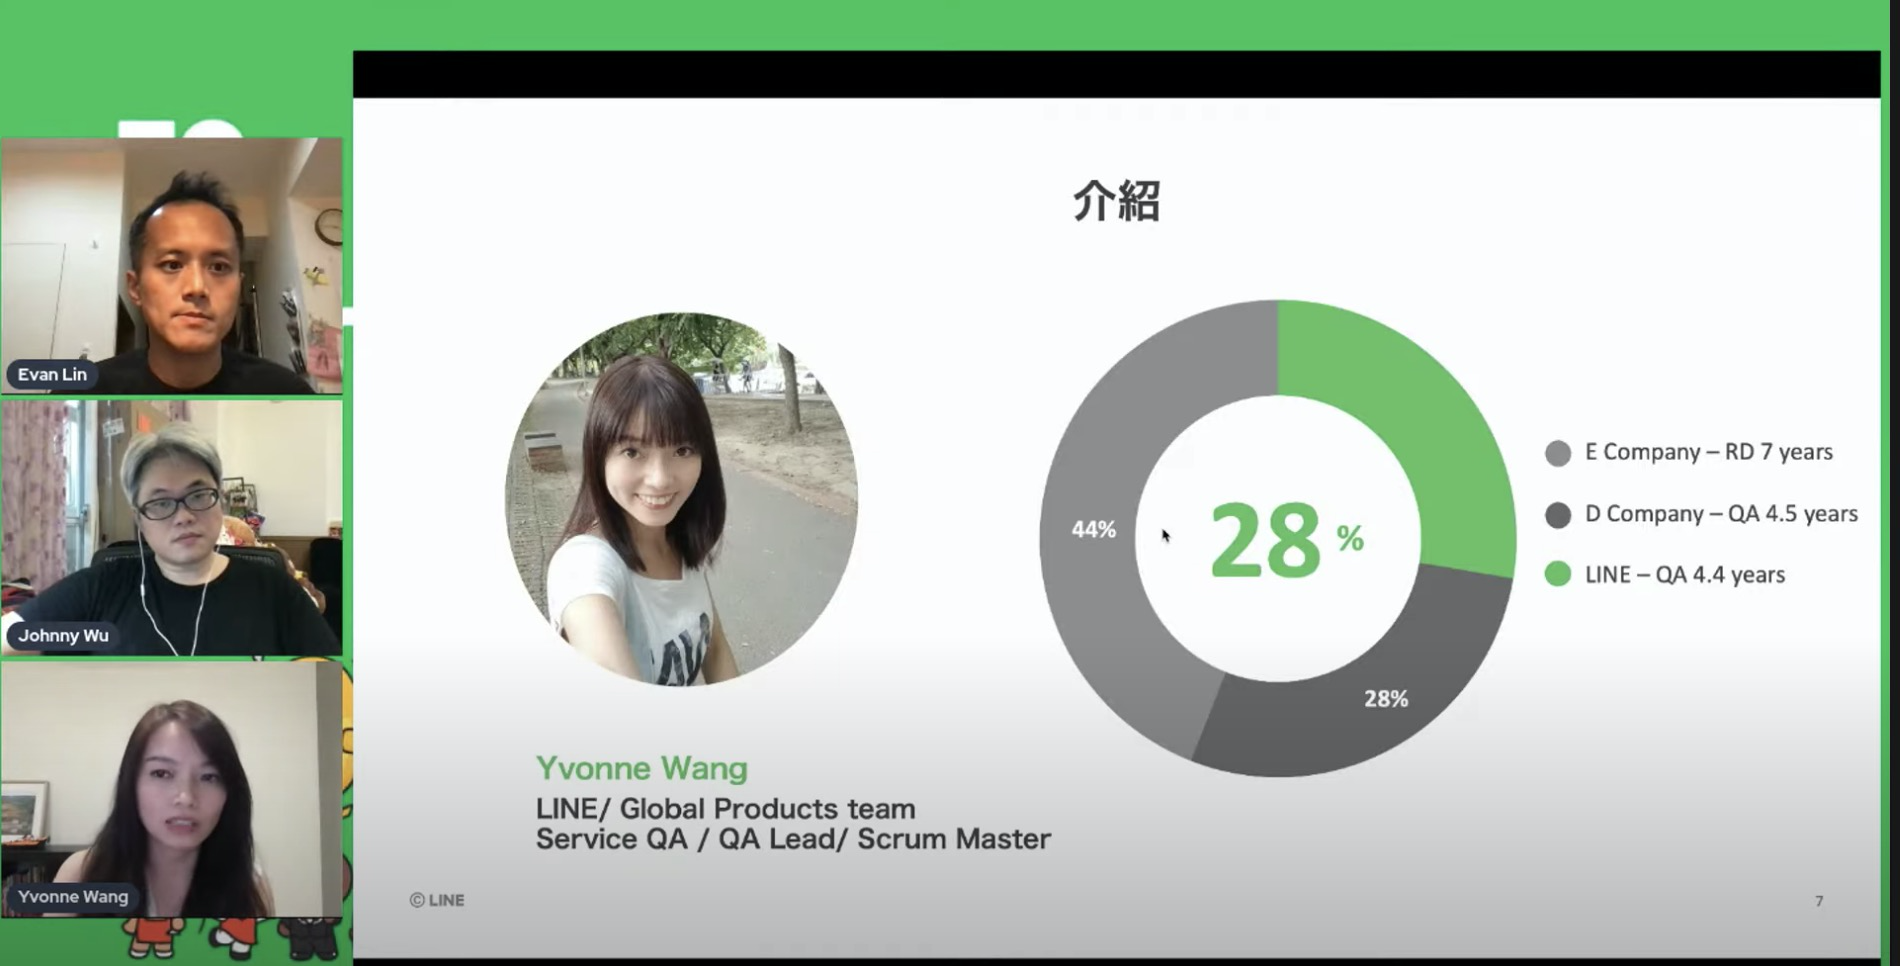 Evan Lin
Johnny Wu
Yvonne Wang
介紹
44%
28 %
28%
E Company – RD 7 years
D Company – QA 4.5 years
LINE – QA 4.4 years
Yvonne Wang
LINE/ Global Products team
Service QA / QA Lead/ Scrum Master
© LINE
7